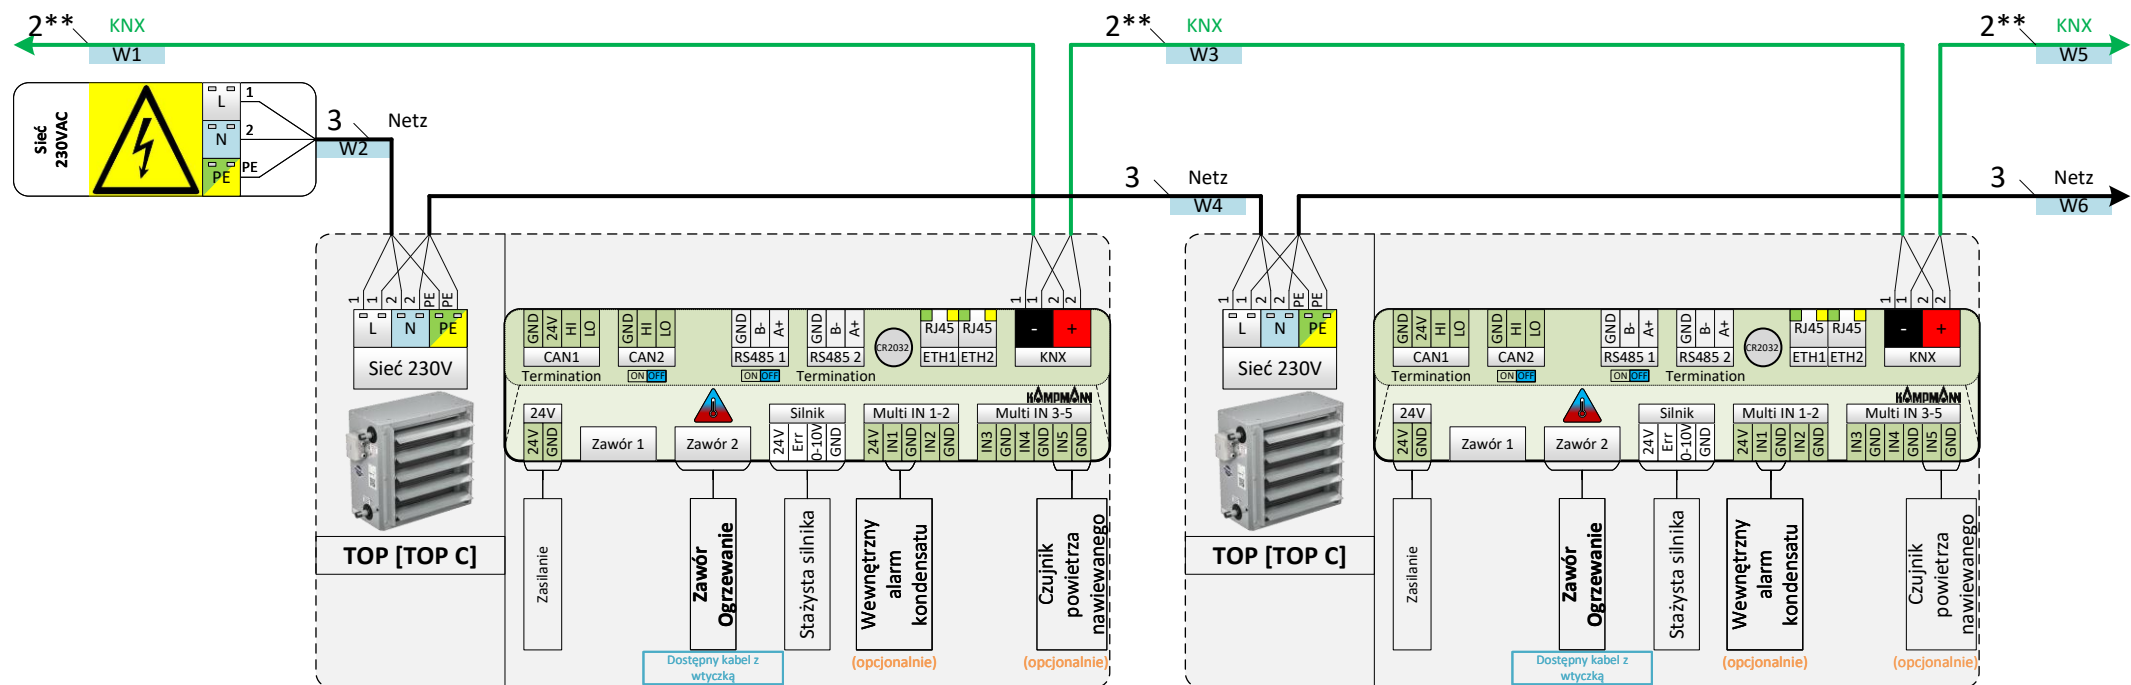 2** KNX 2** KNX 2** KNX
W1 W3 W5
Sieć
230VAC
L 1
N 2
PE PE
3 Netz
W2
3 Netz 3 Netz
W4 W6
1 1 2 2 PE PE 1 1 2 2 1 1 2 2 PE PE 1 1 2 2
L N PE
Sieć 230V
GND 24V HI LO
CAN1
GND HI LO
CAN2
GND B- A+
RS485 1
GND B- A+
RS485 2
CR2032
RJ45 RJ45
ETH1 ETH2
- +
KNX
Termination ON OFF ON OFF Termination
KAMPMANN
24V
24V GND
Zawór 1
Zawór 2
Silnik
24V Err 0-10V GND
Multi IN 1-2
24V IN1 GND IN2 GND
Multi IN 3-5
IN3 GND IN4 GND IN5 GND
TOP [TOP C]
Zasilanie
Zawór
Ogrzewanie
Stażysta silnika
Wewnętrzny
alarm
kondensatu
Czujnik
powietrza
nawiewanego
Dostępny kabel z
wtyczką
(opcjonalnie)
(opcjonalnie)
L N PE
Sieć 230V
GND 24V HI LO
CAN1
GND HI LO
CAN2
GND B- A+
RS485 1
GND B- A+
RS485 2
CR2032
RJ45 RJ45
ETH1 ETH2
- +
KNX
Termination ON OFF ON OFF Termination
KAMPMANN
24V
24V GND
Zawór 1
Zawór 2
Silnik
24V Err 0-10V GND
Multi IN 1-2
24V IN1 GND IN2 GND
Multi IN 3-5
IN3 GND IN4 GND IN5 GND
TOP [TOP C]
Zasilanie
Zawór
Ogrzewanie
Stażysta silnika
Wewnętrzny
alarm
kondensatu
Czujnik
powietrza
nawiewanego
Dostępny kabel z
wtyczką
(opcjonalnie)
(opcjonalnie)